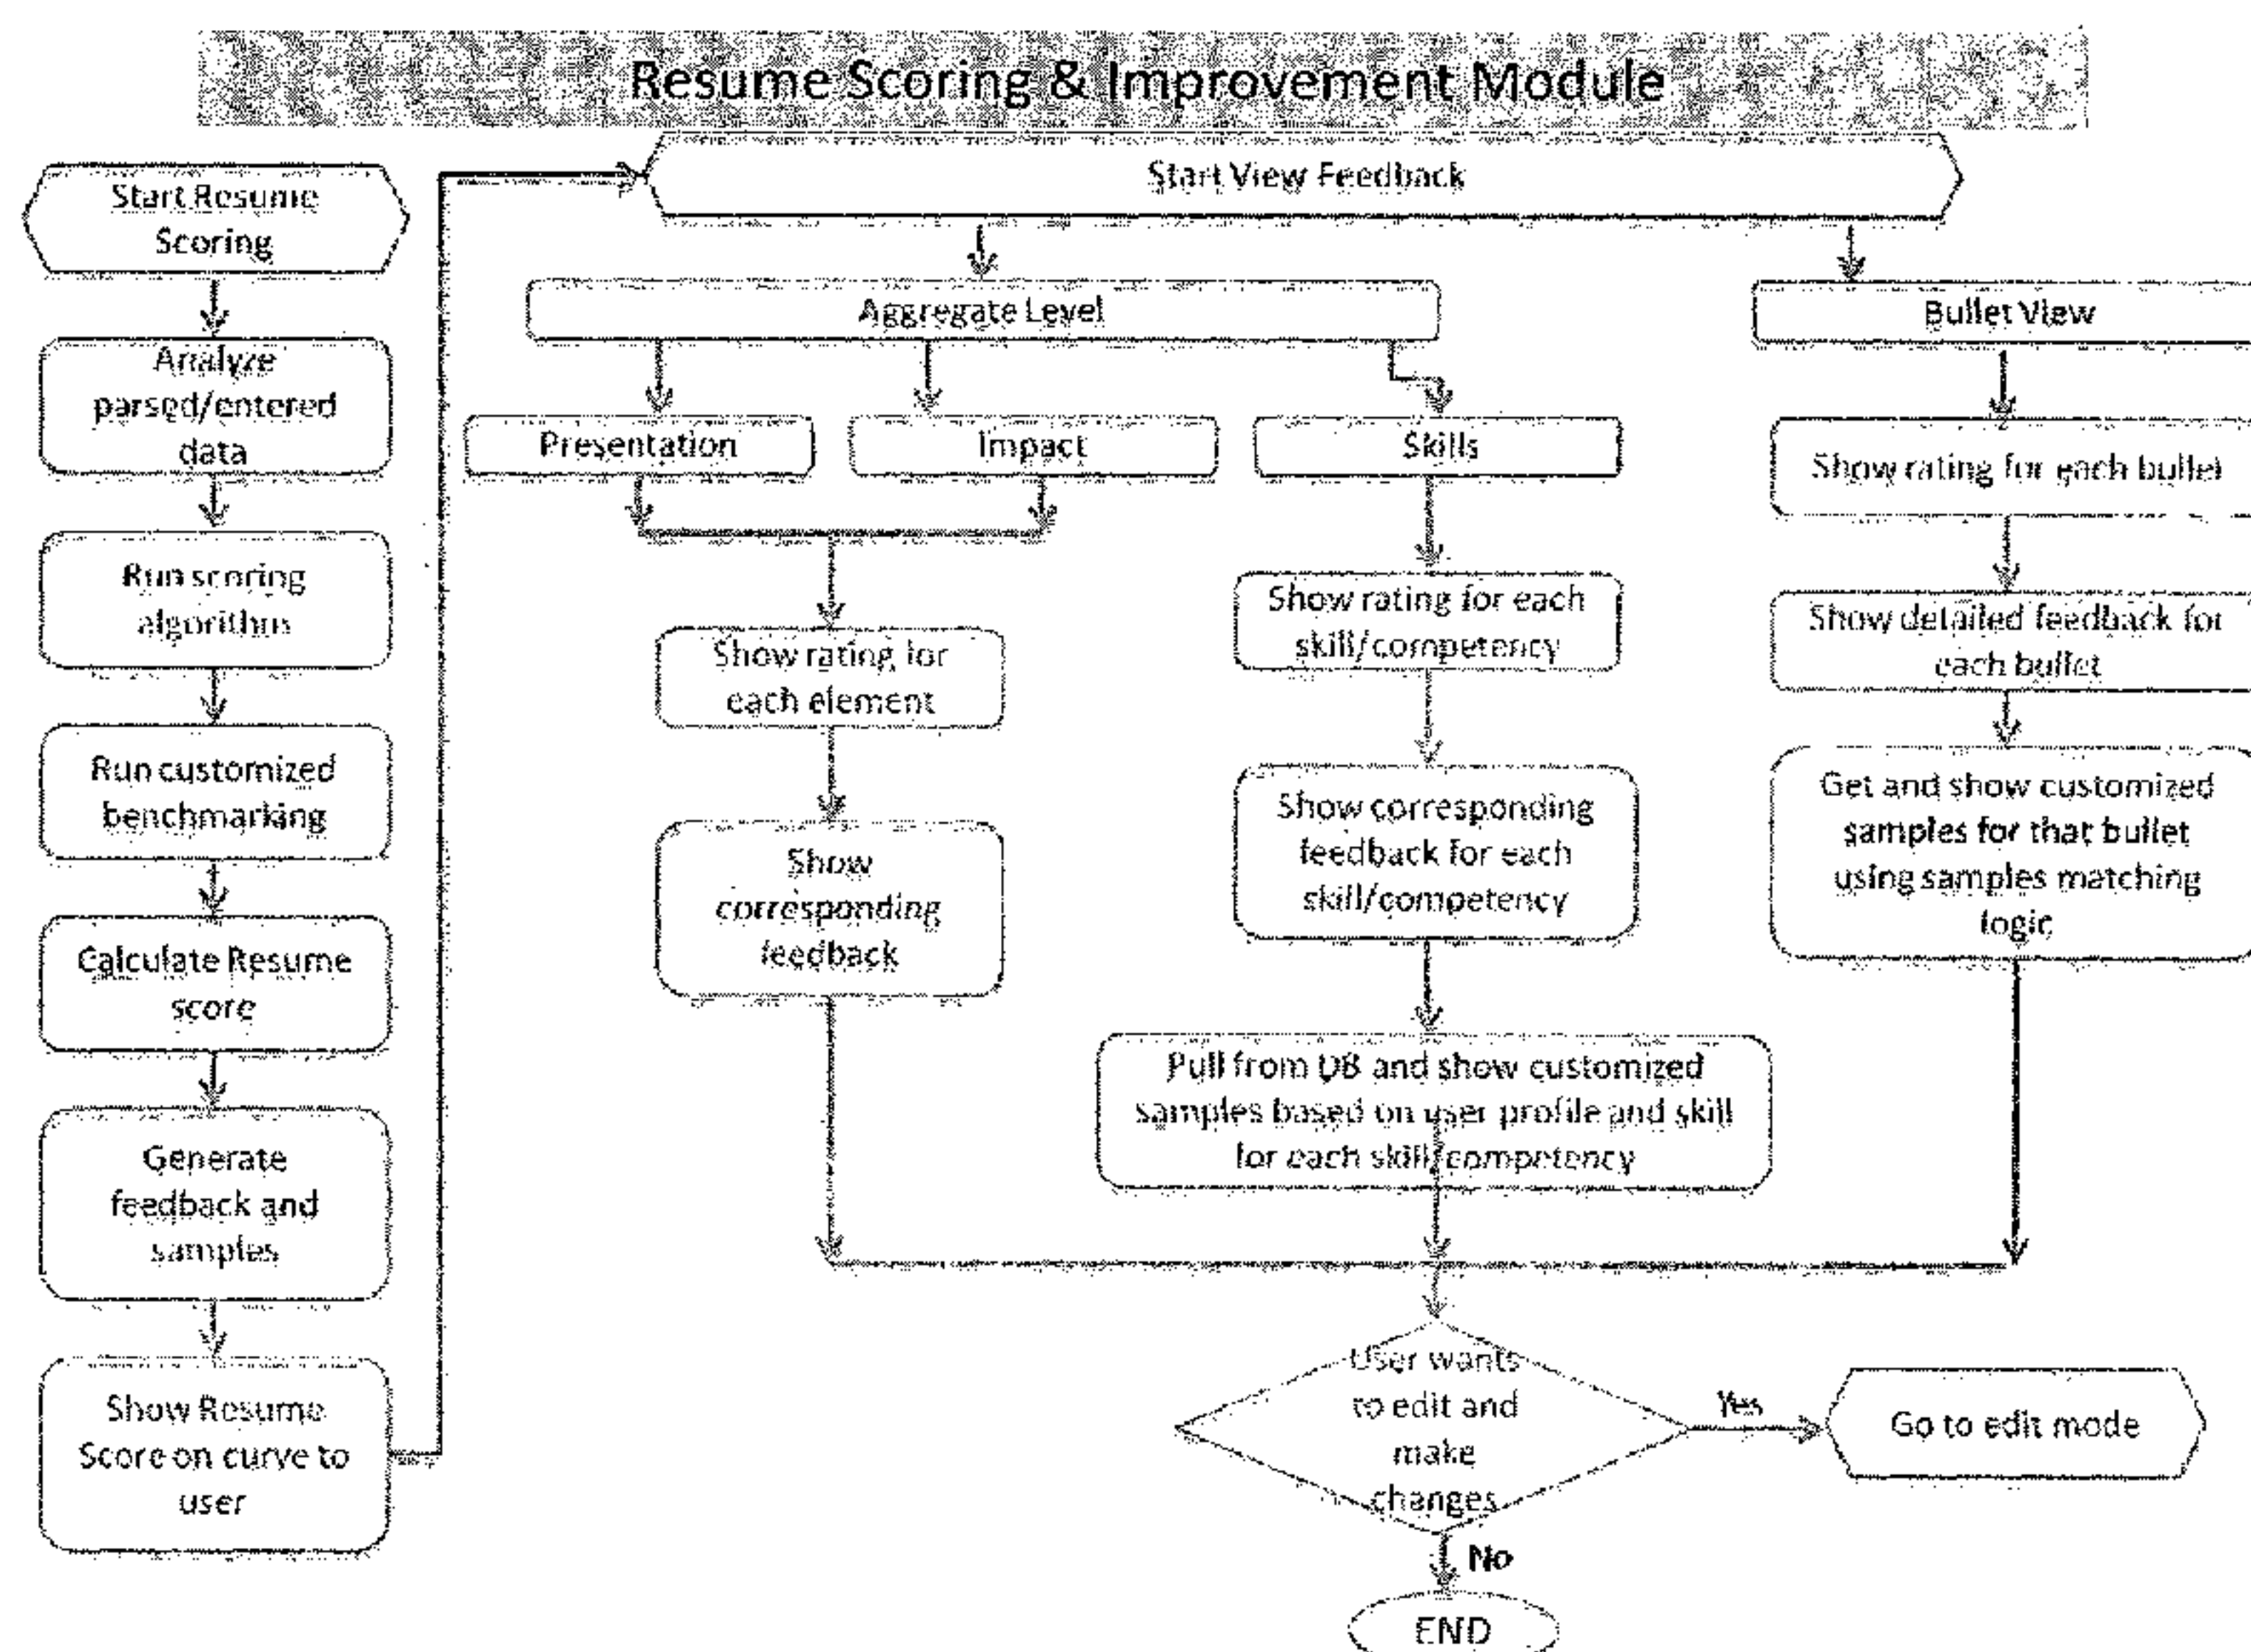 Resume Scoring & Improvement Module
Start Resume
Scoring
Analyze
parsed/entered
data
Run scoring
algorithm
Run customized
benchmarking
Calculate Resume
score
Generate
feedback and
samples
Show Resume
Score on curve to
user
Start View Feedback
Aggregate Level
Presentation
Impact
Show rating for
each element
Show
corresponding
feedback
Skills
Show rating for each
skill/competency
Show corresponding
feedback for each
skill/competency
Pull from DB and show customized
samples based on user profile and skill
for each skill/competency
Bullet View
Show rating for each bullet
Show detailed feedback for
each bullet
Get and show customized
samples for that bullet
using samples matching
logic
User wants
to edit and
make
changes
Yes
Go to edit mode
No
END